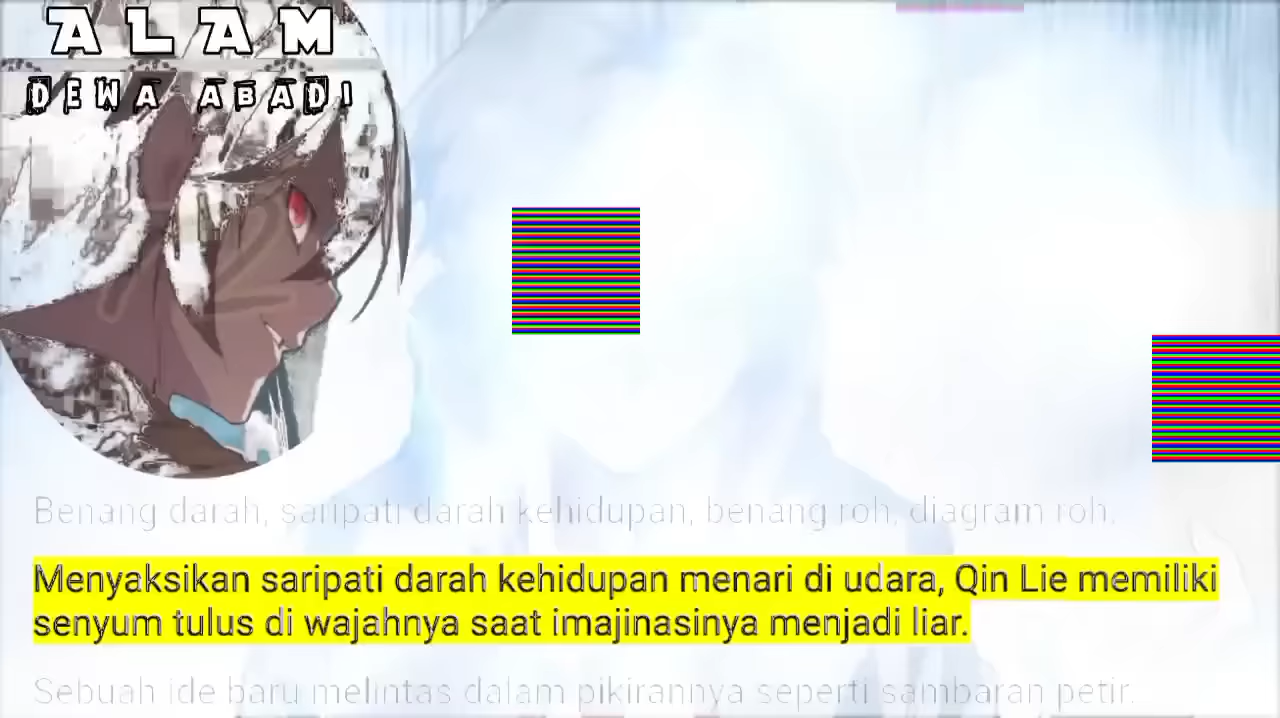 ALAM
DEWA ABADI
Benang darah, saripati darah kehidupan, benang roh, diagram roh.
Menyaksikan saripati darah kehidupan menari di udara, Qin Lie memiliki
senyum tulus di wajahnya saat imajinasinya menjadi liar.
Sebuah ide baru melintas dalam pikirannya seperti sambaran petir.